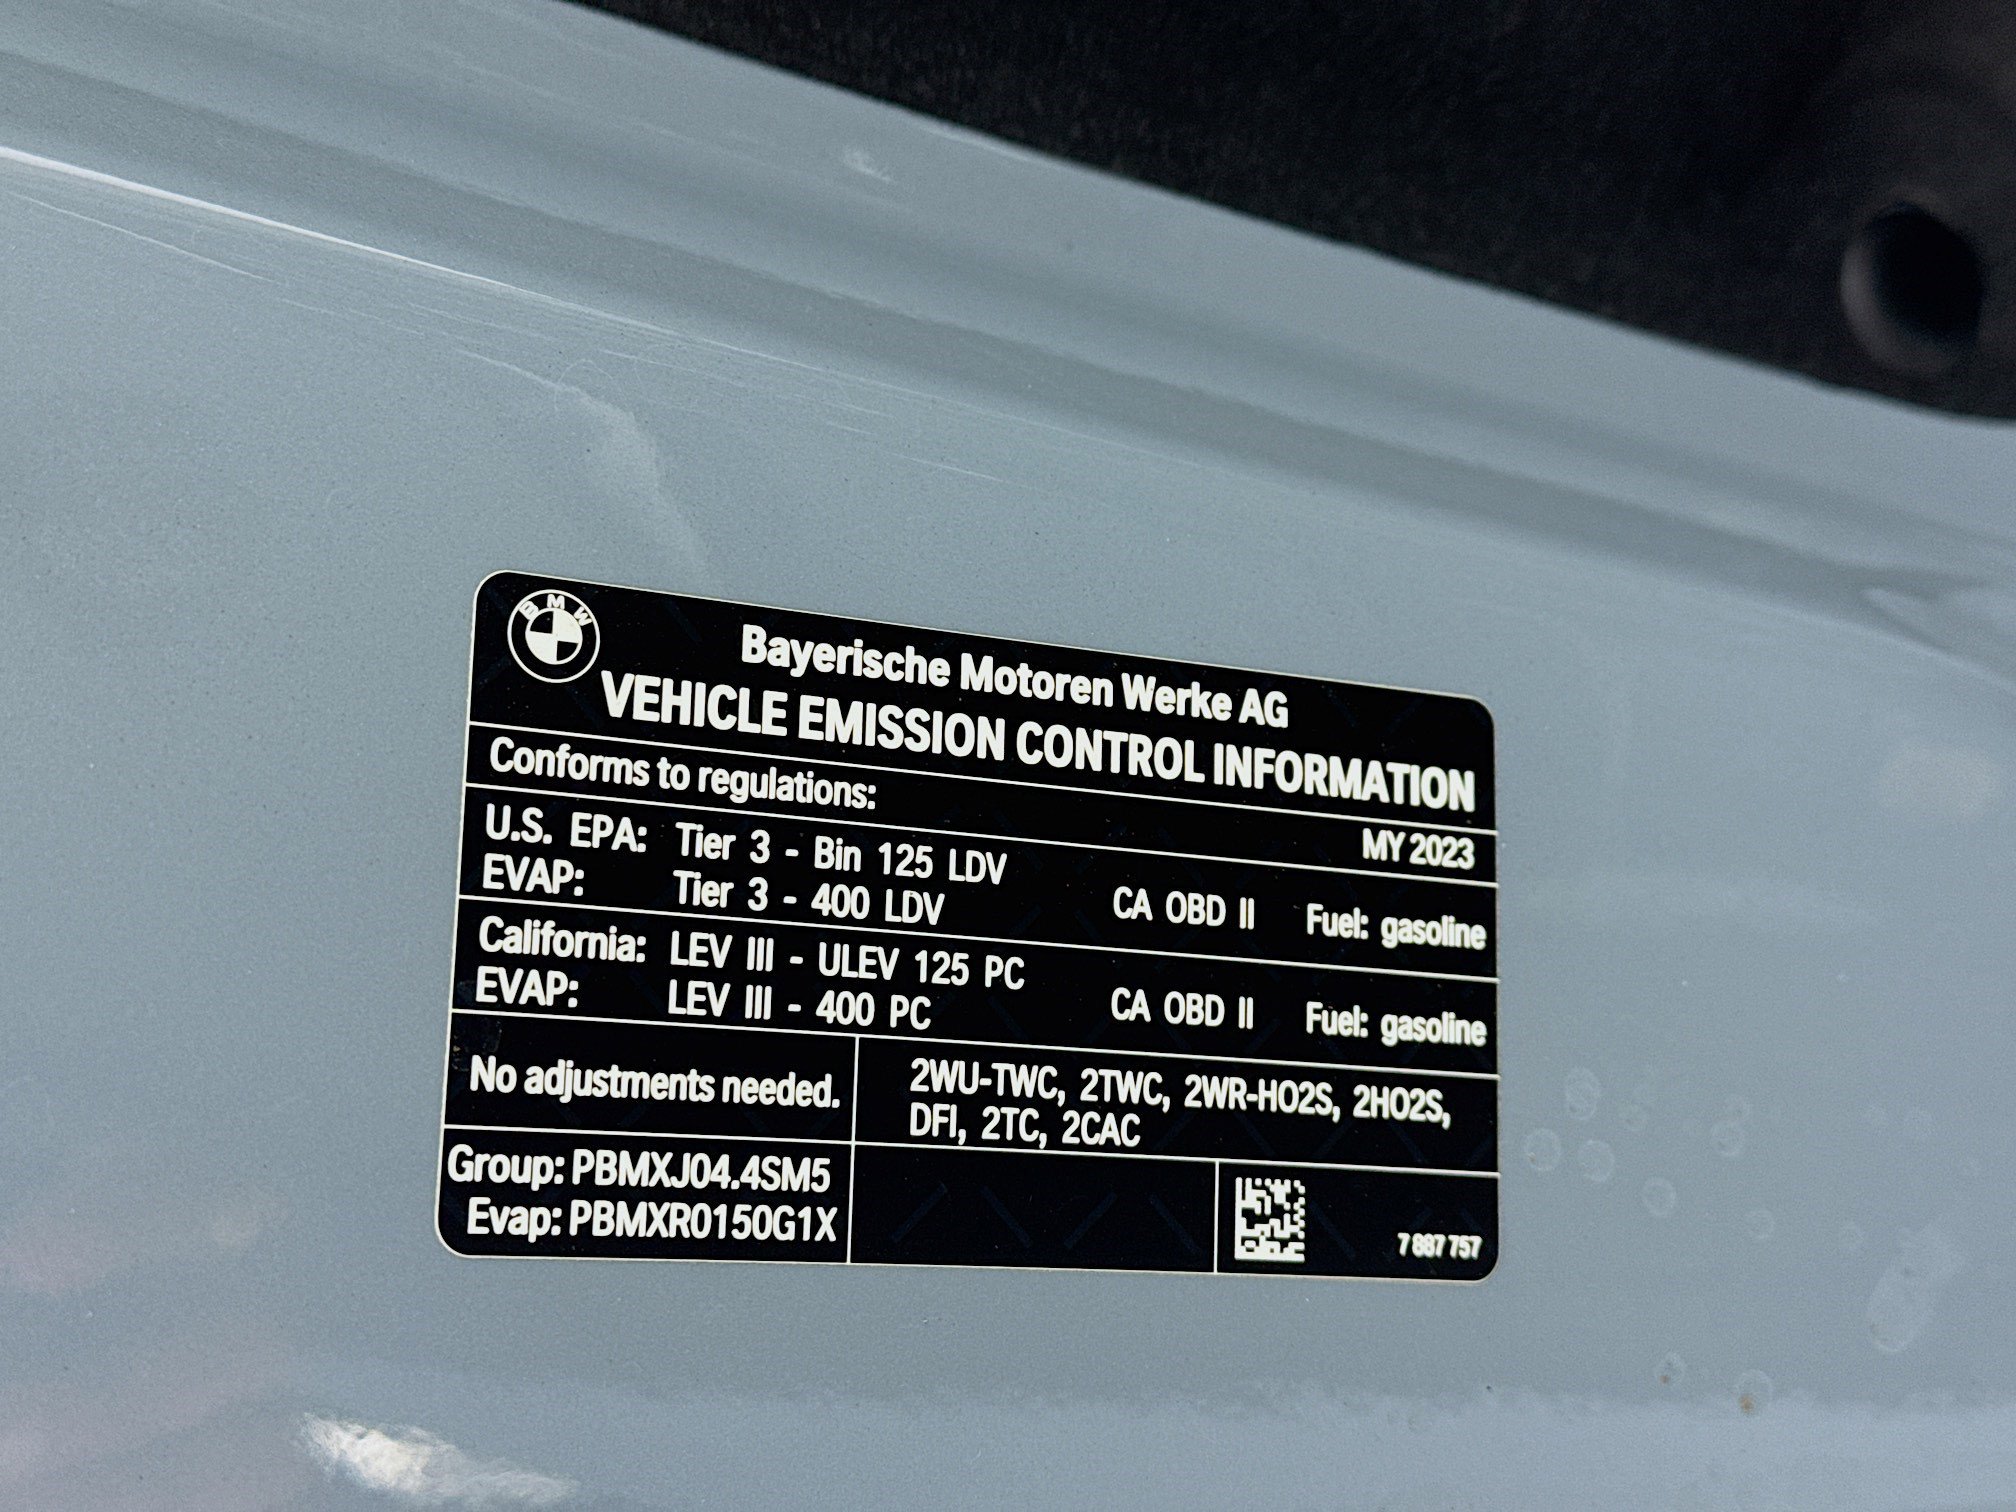 BMW
Bayerische Motoren Werke AG
VEHICLE EMISSION CONTROL INFORMATION
Conforms to regulations:
MY 2023
U.S. EPA: Tier 3 - Bin 125 LDV
EVAP: Tier 3 - 400 LDV
CA OBD II Fuel: gasoline
California: LEV III - ULEV 125 PC
EVAP: LEV III - 400 PC
CA OBD II Fuel: gasoline
No adjustments needed.
2WU-TWC, 2TWC, 2WR-HO2S, 2HO2S,
DFI, 2TC, 2CAC
Group: PBMXJ04.4SM5
Evap: PBMXR0150G1X
7 887 757